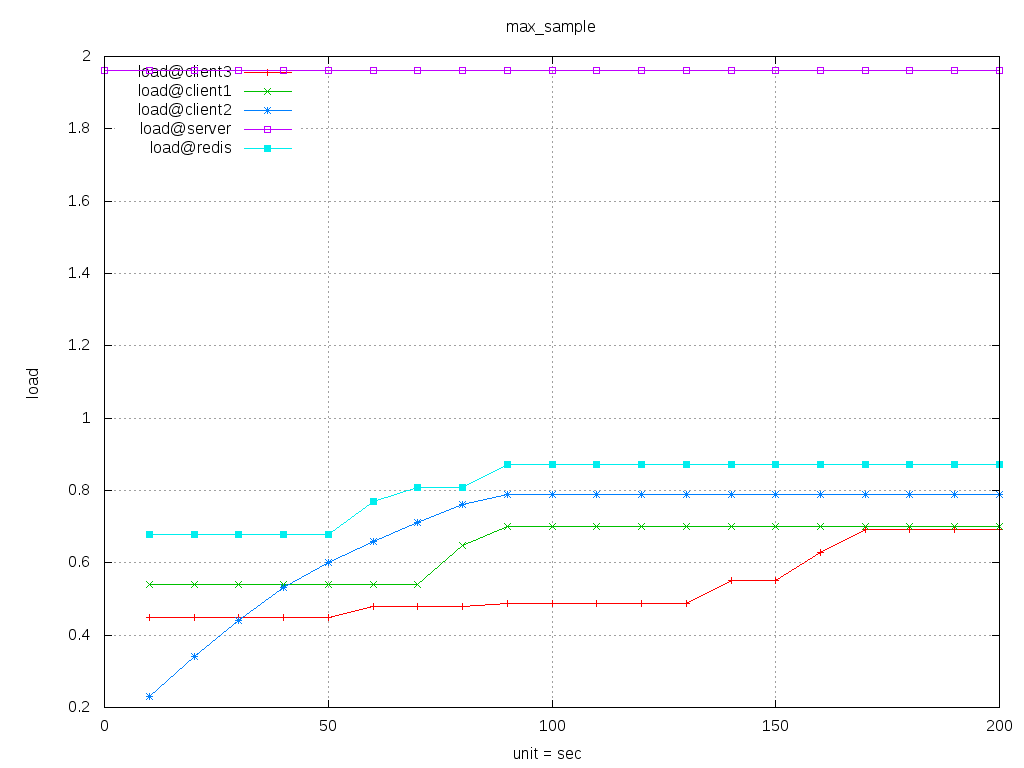 max_sample
2
load@client3
load@client1
load@client2
1.8
load@server
load@redis
1.6
1.4
1.2
load
1
0.8
0.6
0.4
0.2
0 50 100 150 200
unit = sec